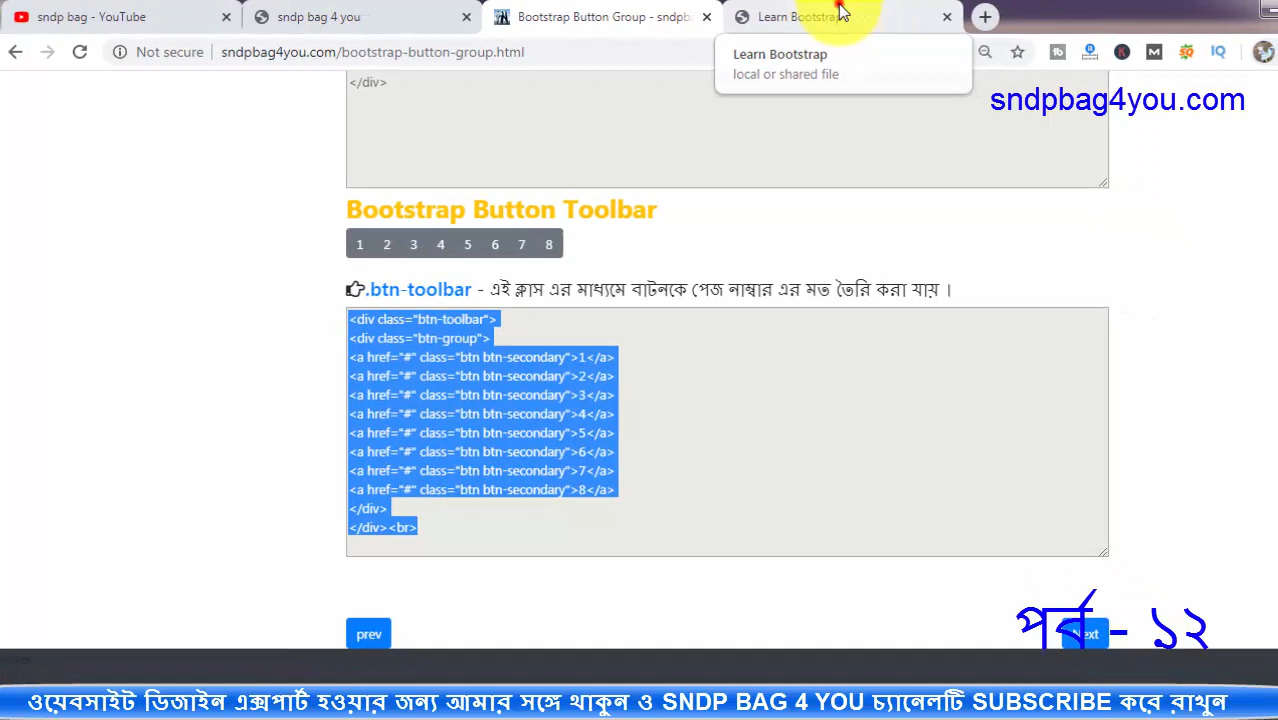 sndp bag - YouTube
sndp bag 4 you
Bootstrap Button Group - sndpb
Learn Bootstrap
Not secure
sndpbag4you.com/bootstrap-button-group.html
Learn Bootstrap
local or shared file
</div>
sndpbag4you.com
Bootstrap Button Toolbar
1 2 3 4 5 6 7 8
.btn-toolbar - এই ক্লাস এর মাধ্যমে বাটনকে পেজ নাম্বার এর মত তৈরি করা যায় ।
<div class="btn-toolbar">
<div class="btn-group">
<a href="#" class="btn btn-secondary">1</a>
<a href="#" class="btn btn-secondary">2</a>
<a href="#" class="btn btn-secondary">3</a>
<a href="#" class="btn btn-secondary">4</a>
<a href="#" class="btn btn-secondary">5</a>
<a href="#" class="btn btn-secondary">6</a>
<a href="#" class="btn btn-secondary">7</a>
<a href="#" class="btn btn-secondary">8</a>
</div>
</div><br>
prev
Next
পর্ব - ১২
ওয়েবসাইট ডিজাইন এক্সপার্ট হওয়ার জন্য আমার সঙ্গে থাকুন ও SNDP BAG 4 YOU চ্যানেলটি SUBSCRIBE করে রাখুন